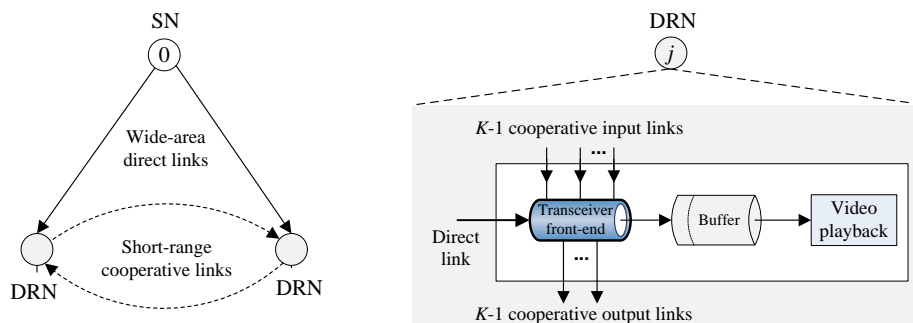 SN
0
Wide-area
direct links
Short-range
cooperative links
DRN
DRN
DRN
j
K-1 cooperative input links
...
Direct
link
Transceiver
front-end
Buffer
Video
playback
...
K-1 cooperative output links